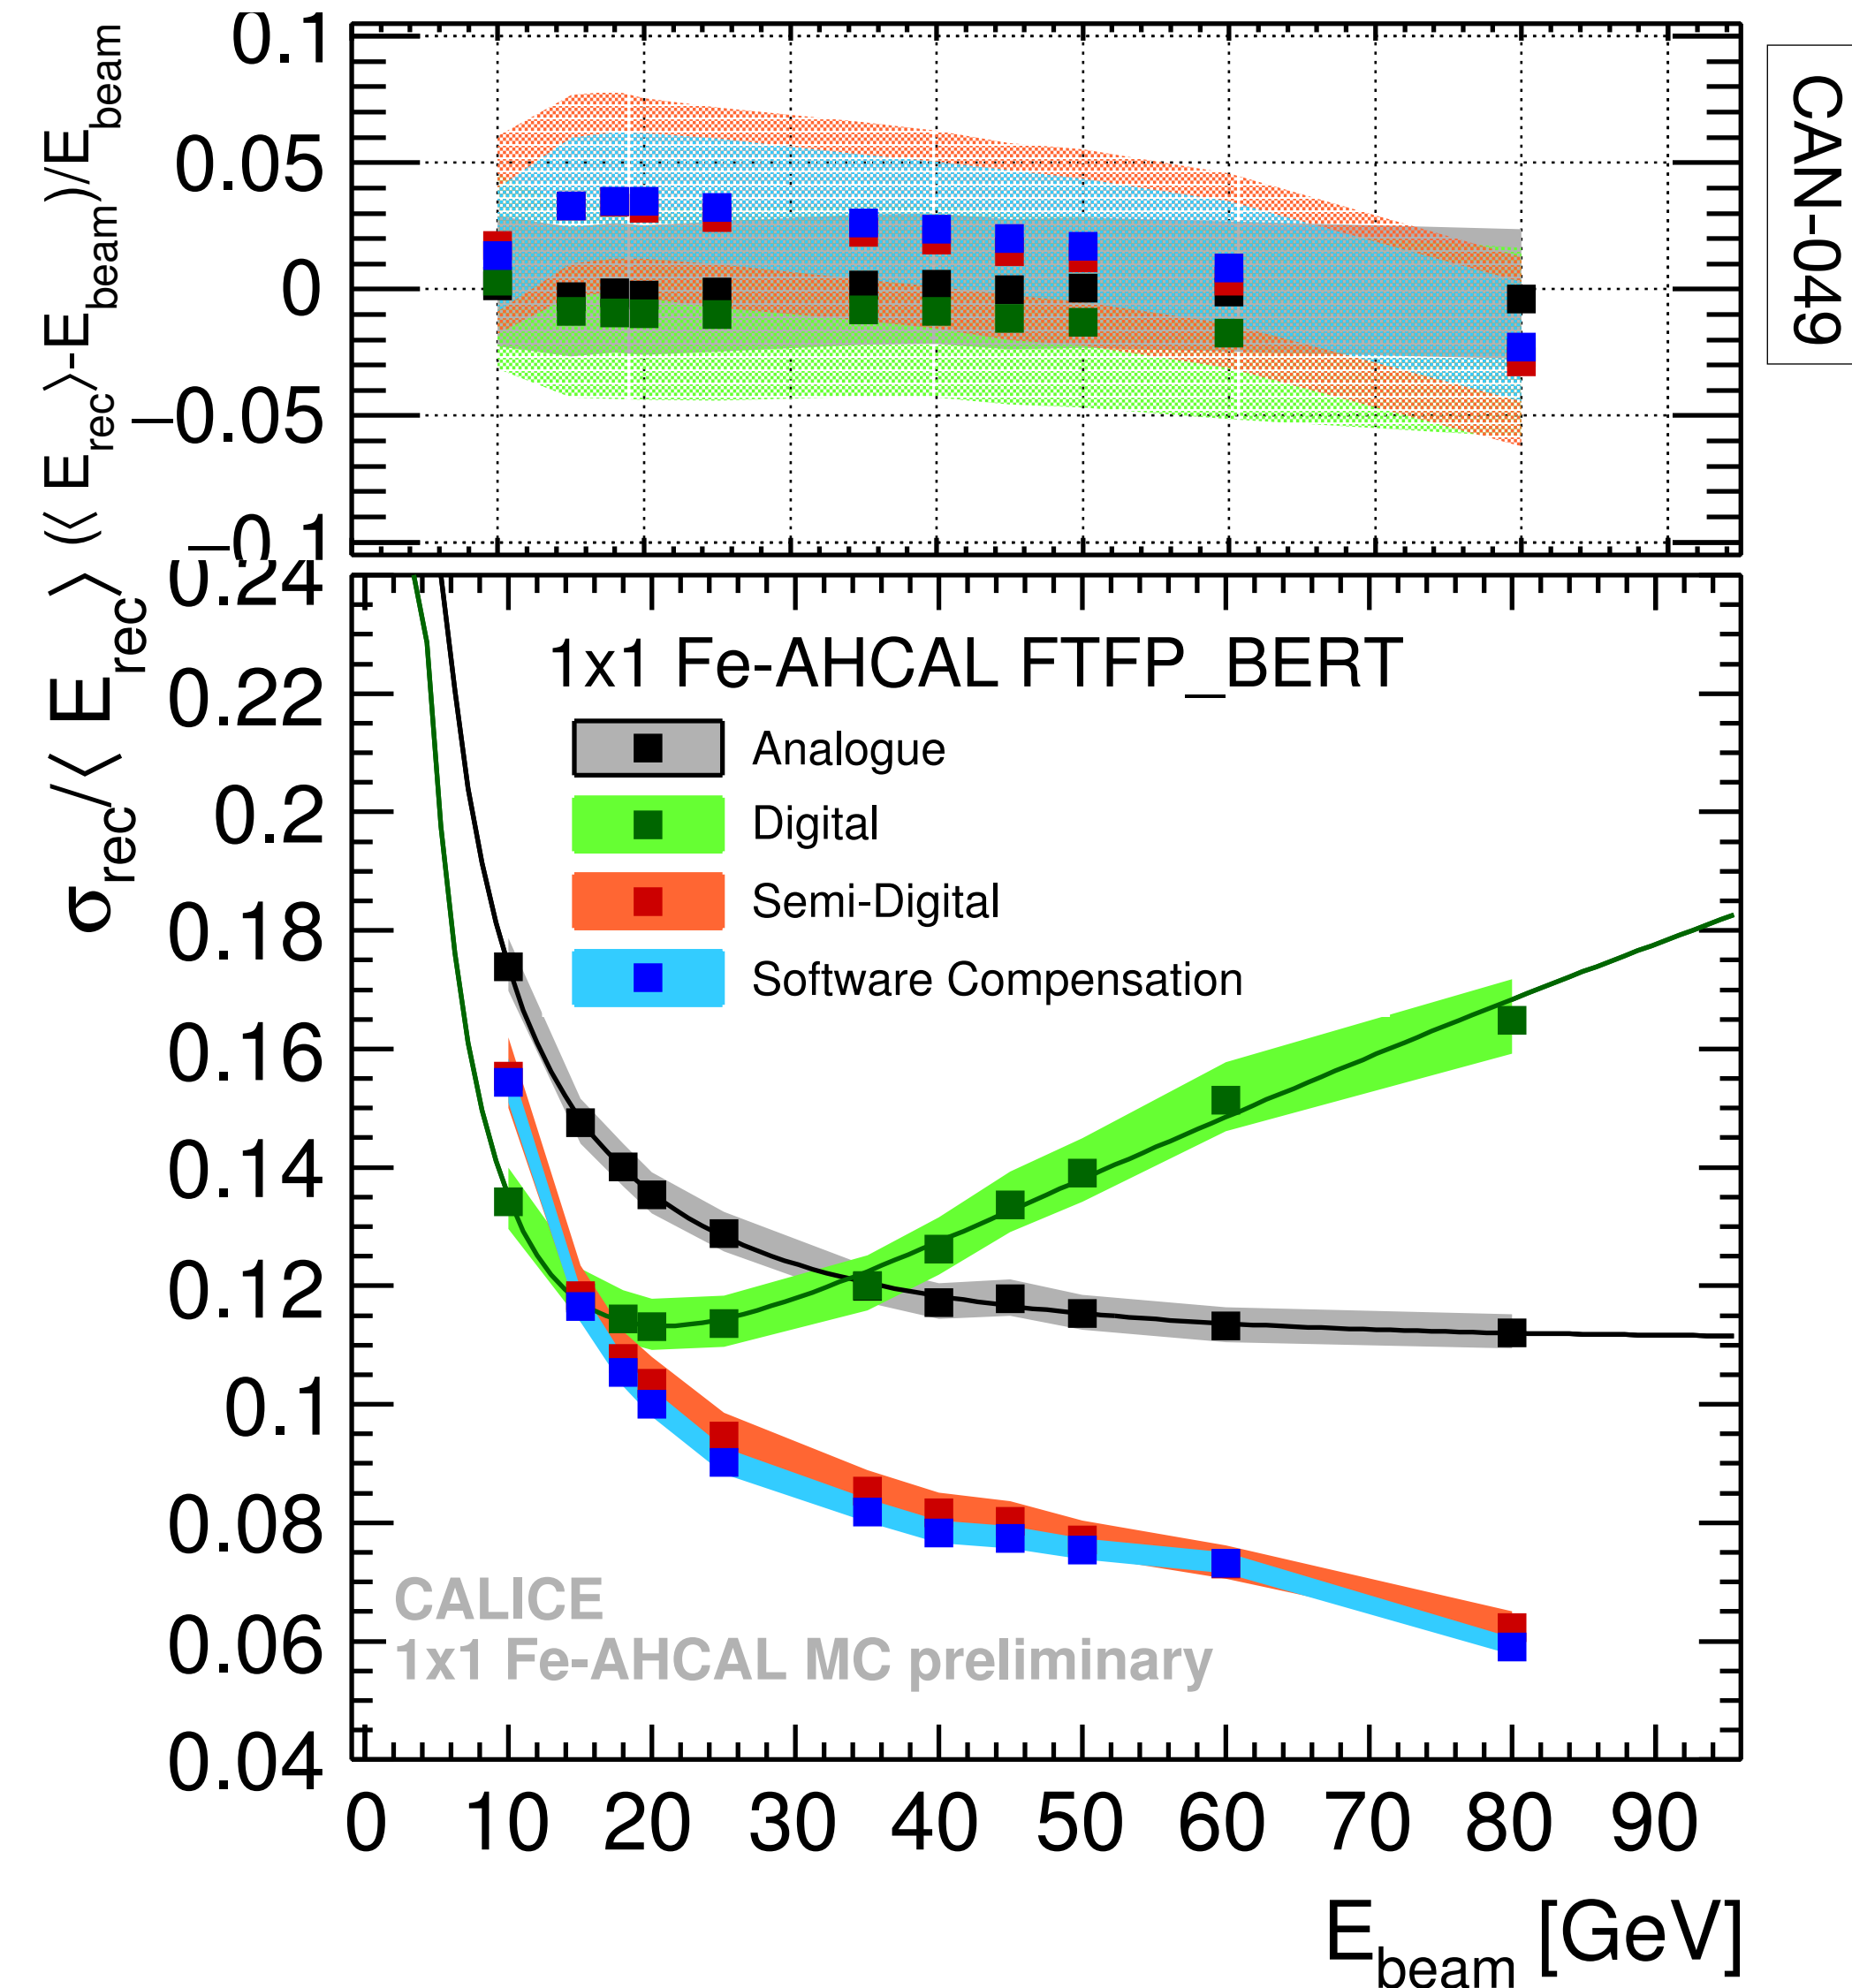 CAN-049
(⟨E_rec⟩-E_beam)/E_beam
0.1
0.05
0
−0.05
−0.1
σ_rec/⟨E_rec⟩
0.24
0.22
0.2
0.18
0.16
0.14
0.12
0.1
0.08
0.06
0.04
1x1 Fe-AHCAL FTFP_BERT
Analogue
Digital
Semi-Digital
Software Compensation
CALICE
1x1 Fe-AHCAL MC preliminary
0 10 20 30 40 50 60 70 80 90
E_beam [GeV]